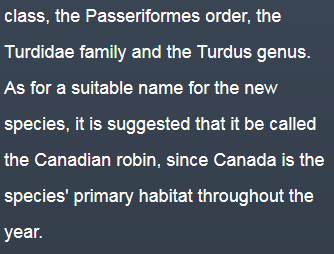 class, the Passeriformes order, the
Turdidae family and the Turdus genus.
As for a suitable name for the new
species, it is suggested that it be called
the Canadian robin, since Canada is the
species' primary habitat throughout the
year.